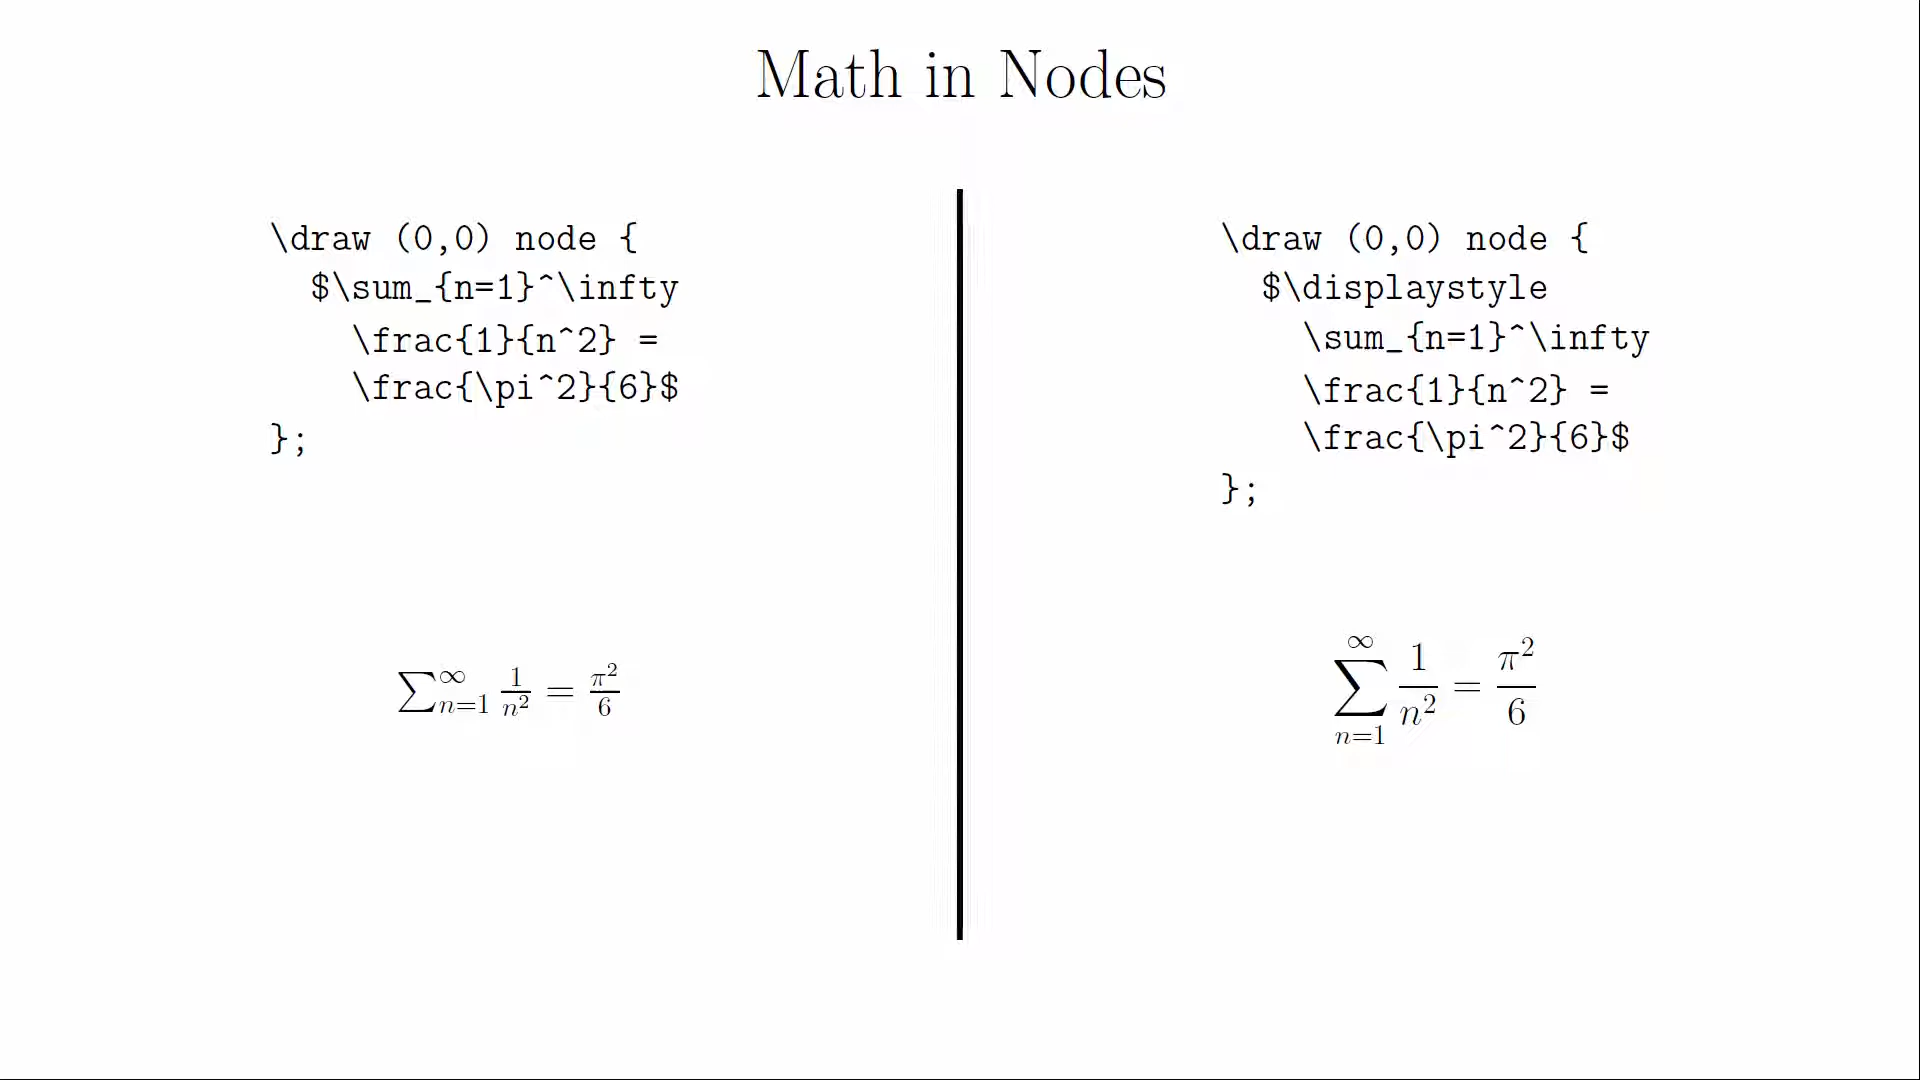 Math in Nodes
\draw (0,0) node {
  $\sum_{n=1}^\infty
    \frac{1}{n^2} =
    \frac{\pi^2}{6}$
};
∑_{n=1}^∞ 1/n² = π²/6
\draw (0,0) node {
  $\displaystyle
    \sum_{n=1}^\infty
    \frac{1}{n^2} =
    \frac{\pi^2}{6}$
};
∑_{n=1}^∞ 1/n² = π²/6